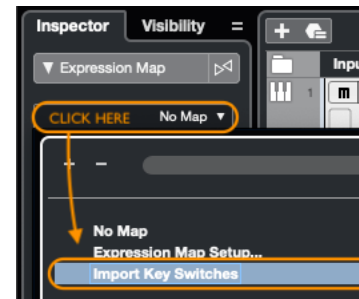 Inspector Visibility
Inpu
Expression Map
1 m
CLICK HERE No Map
+ -
No Map
Expression Map Setup...
Import Key Switches